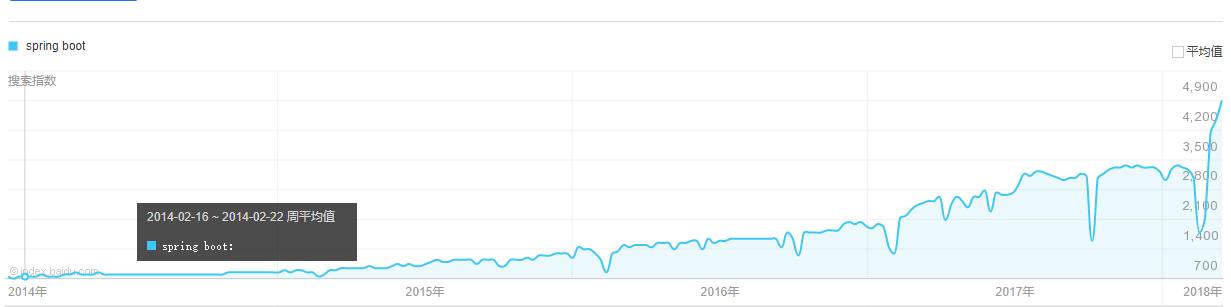 spring boot
平均值
搜索指数
4,900
4,200
3,500
2,800
2,100
1,400
700
2014-02-16 ~ 2014-02-22 周平均值
spring boot:
© index.baidu.com
2014年 2015年 2016年 2017年 2018年